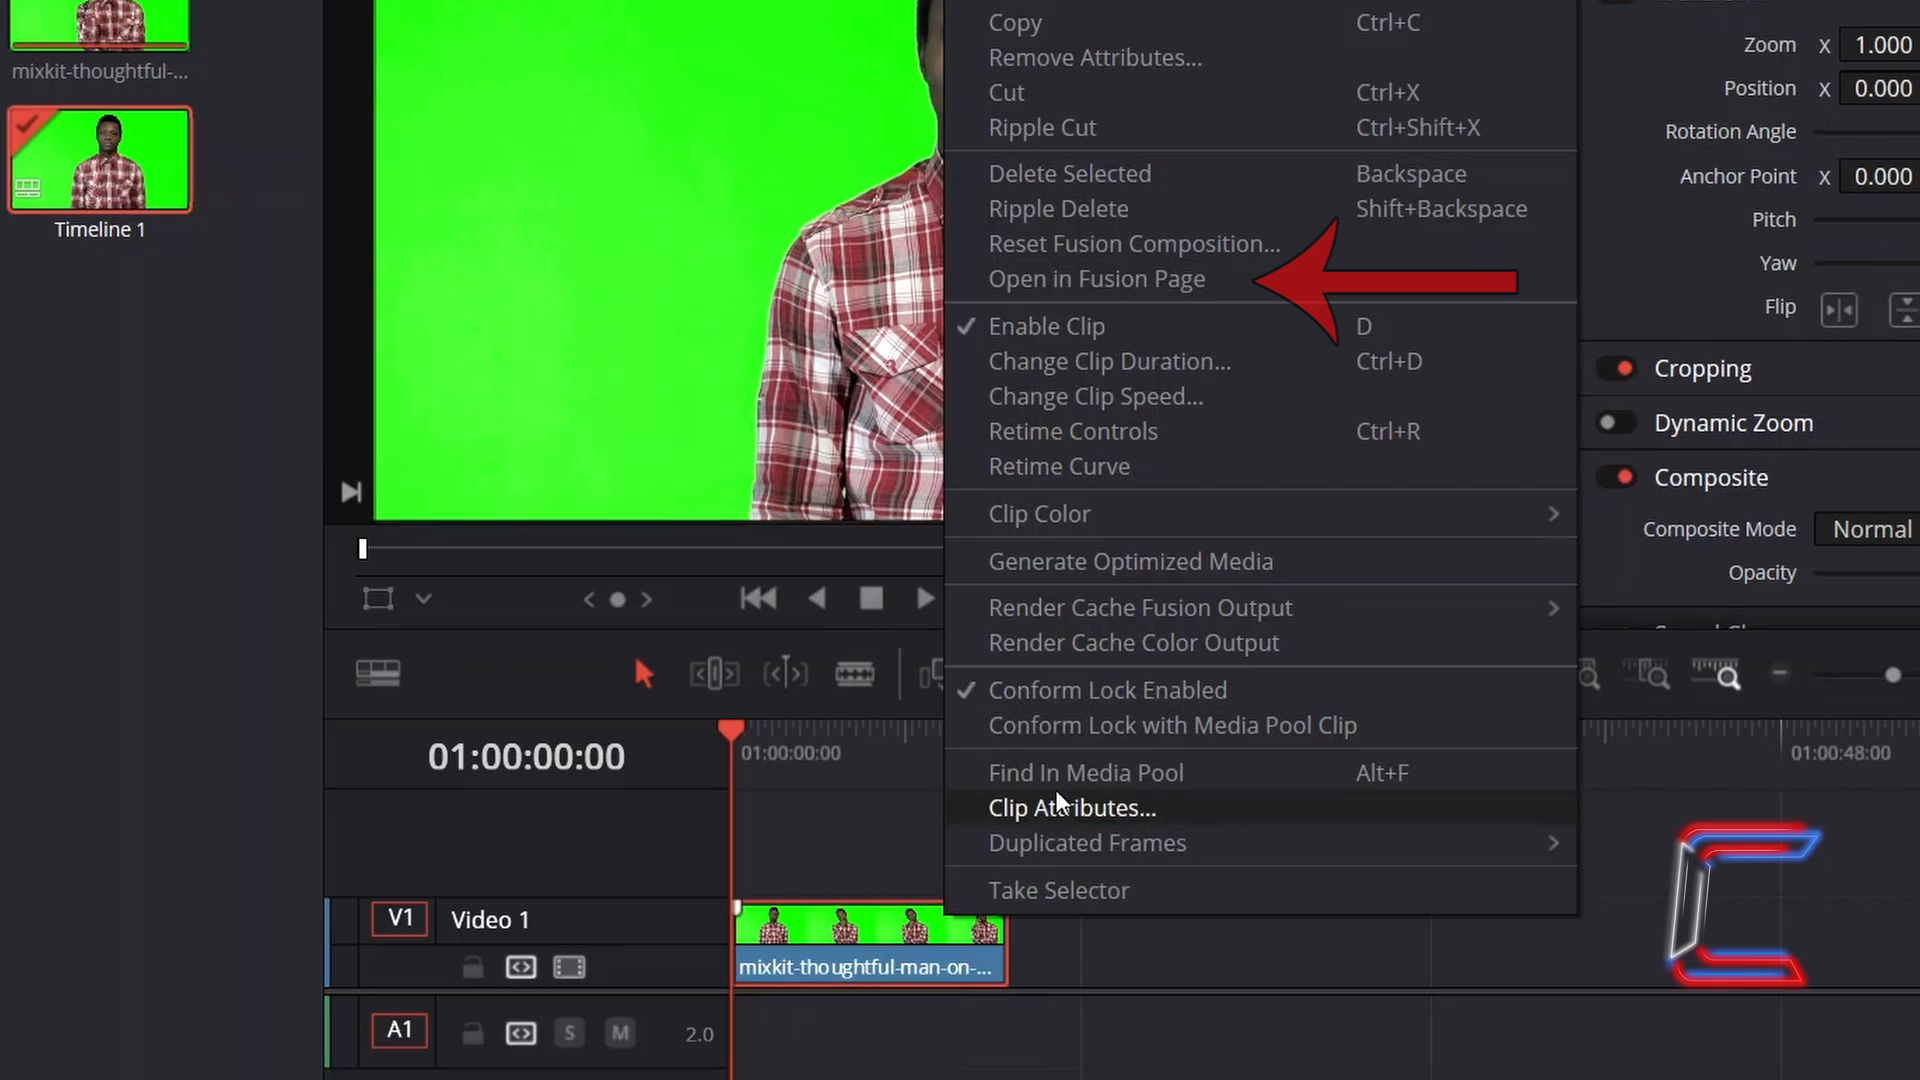 mixkit-thoughtful-...
Timeline 1
Copy Ctrl+C
Remove Attributes...
Cut Ctrl+X
Ripple Cut Ctrl+Shift+X
Delete Selected Backspace
Ripple Delete Shift+Backspace
Reset Fusion Composition...
Open in Fusion Page
Enable Clip D
Change Clip Duration... Ctrl+D
Change Clip Speed...
Retime Controls Ctrl+R
Retime Curve
Clip Color
Generate Optimized Media
Render Cache Fusion Output
Render Cache Color Output
Conform Lock Enabled
Conform Lock with Media Pool Clip
Find In Media Pool Alt+F
Clip Attributes...
Duplicated Frames
Take Selector
Zoom X 1.000
Position X 0.000
Rotation Angle
Anchor Point X 0.000
Pitch
Yaw
Flip
Cropping
Dynamic Zoom
Composite
Composite Mode Normal
Opacity
01:00:00:00
01:00:00:00
01:00:48:00
V1 Video 1
mixkit-thoughtful-man-on-...
A1 S M 2.0
C